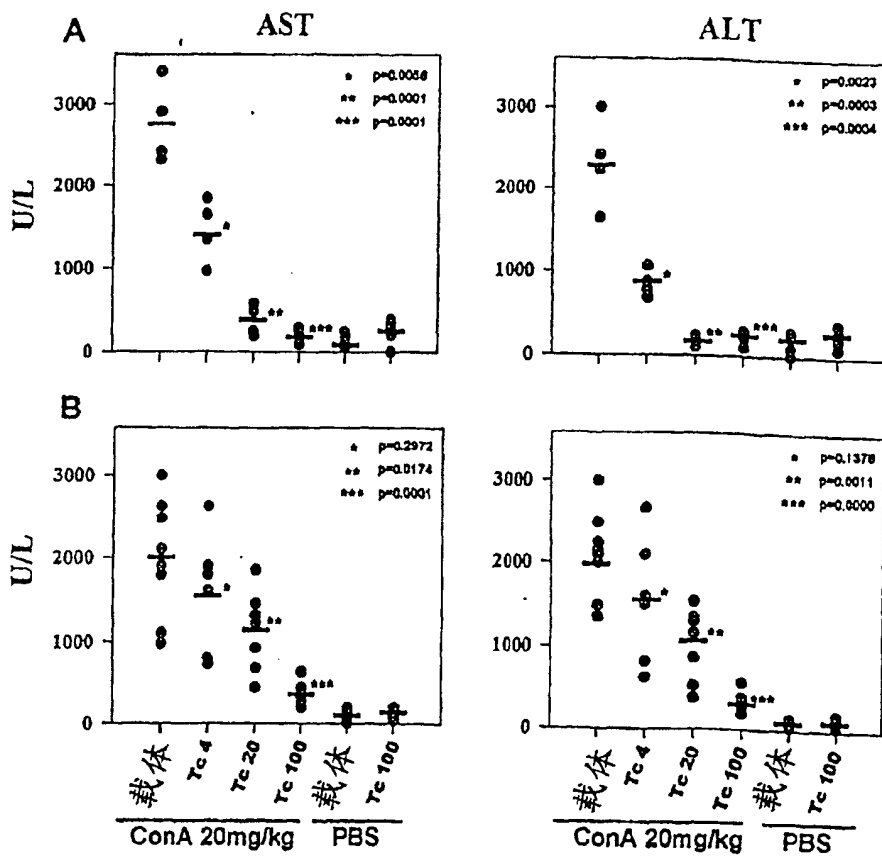 A
AST
ALT
* p=0.0056
** p=0.0001
*** p=0.0001
* p=0.0023
** p=0.0003
*** p=0.0004
U/L
3000
2000
1000
0
3000
2000
1000
0
*
**
***
*
**
***
B
* p=0.2972
** p=0.0174
*** p=0.0001
* p=0.1376
** p=0.0011
*** p=0.0000
U/L
3000
2000
1000
0
3000
2000
1000
0
*
**
***
*
**
***
载体 Tc 4 Tc 20 Tc 100 载体 Tc 100
载体 Tc 4 Tc 20 Tc 100 载体 Tc 100
ConA 20mg/kg PBS
ConA 20mg/kg PBS